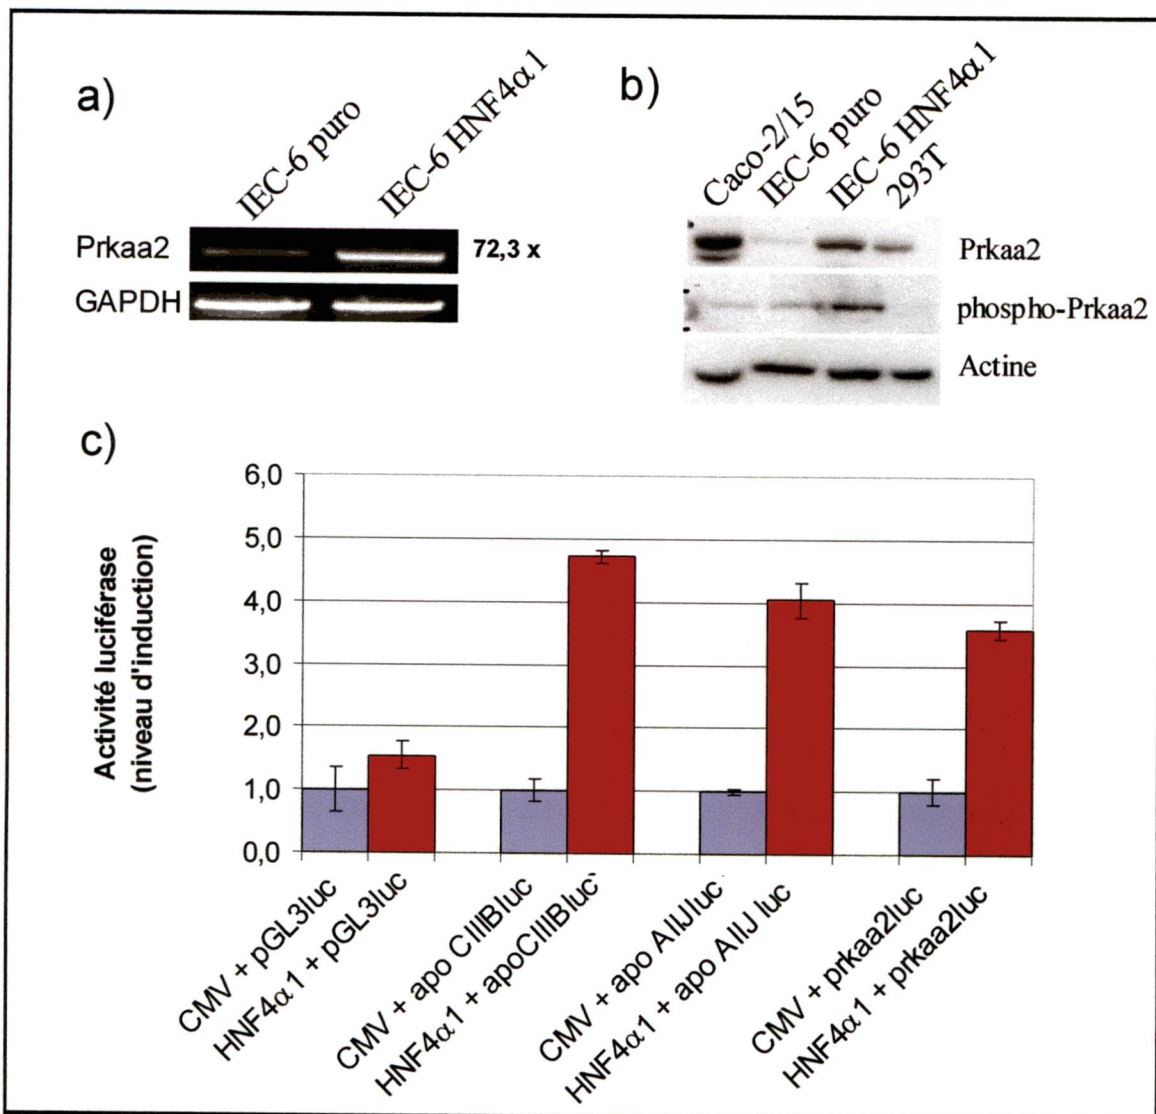 a)
IEC-6 puro
IEC-6 HNF4α1
Prkaa2
72,3 x
GAPDH
b)
Caco-2/15
IEC-6 puro
IEC-6 HNF4α1
293T
Prkaa2
phospho-Prkaa2
Actine
c)
Activité luciférase
(niveau d'induction)
6,0
5,0
4,0
3,0
2,0
1,0
0,0
CMV + pGL3luc
HNF4α1 + pGL3luc
CMV + apo CIIIBluc
HNF4α1 + apoCIIIBluc
CMV + apo AIIJluc
HNF4α1 + apo AIIJ luc
CMV + prkaa2luc
HNF4α1 + prkaa2luc